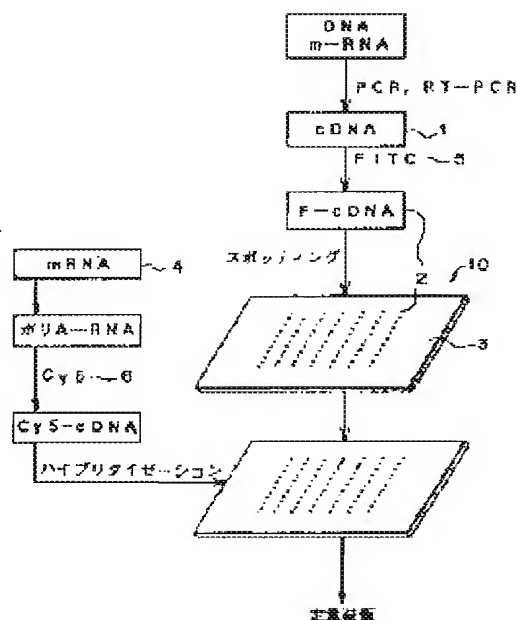 DNA
m-RNA
PCR, RT-PCR
cDNA
1
FITC
5
F-cDNA
スポッティング
2
10
3
mRNA
4
ポリA-RNA
Cy5
6
Cy5-cDNA
ハイブリダイゼーション